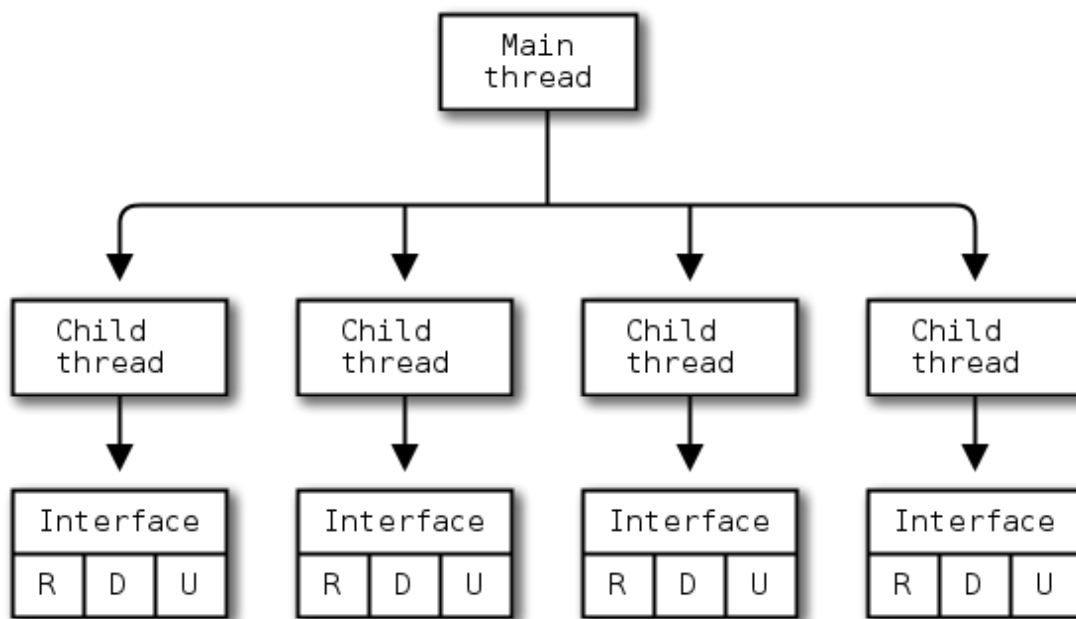 Main
thread
Child
thread
Child
thread
Child
thread
Child
thread
Interface
Interface
Interface
Interface
R D U
R D U
R D U
R D U